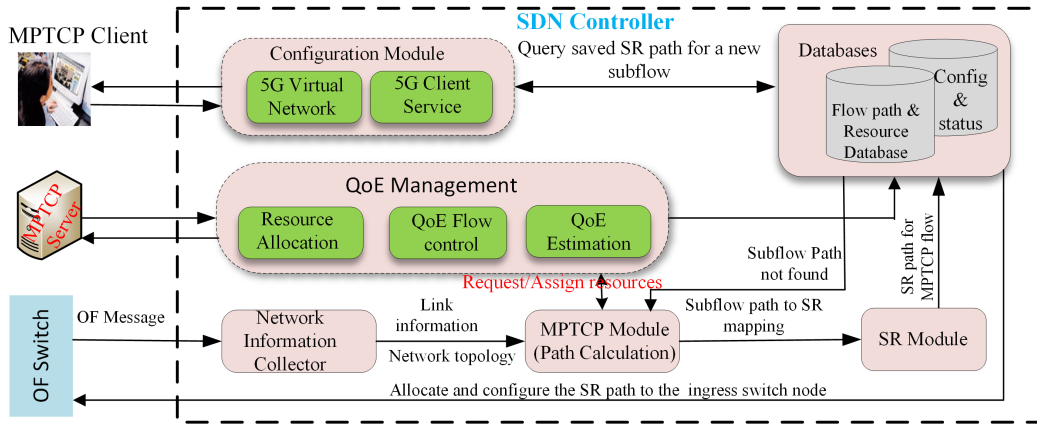 SDN Controller
MPTCP Client
Configuration Module
5G Virtual
Network
5G Client
Service
Query saved SR path for a new
subflow
Databases
Config
&
status
Flow path &
Resource
Database
MPTCP
Server
QoE Management
Resource
Allocation
QoE Flow
control
QoE
Estimation
Request/Assign resources
Subflow Path
not found
SR path for
MPTCP flow
OF Switch
OF Message
Network
Information
Collector
Link
information
Network topology
MPTCP Module
(Path Calculation)
Subflow path to SR
mapping
SR Module
Allocate and configure the SR path to the ingress switch node